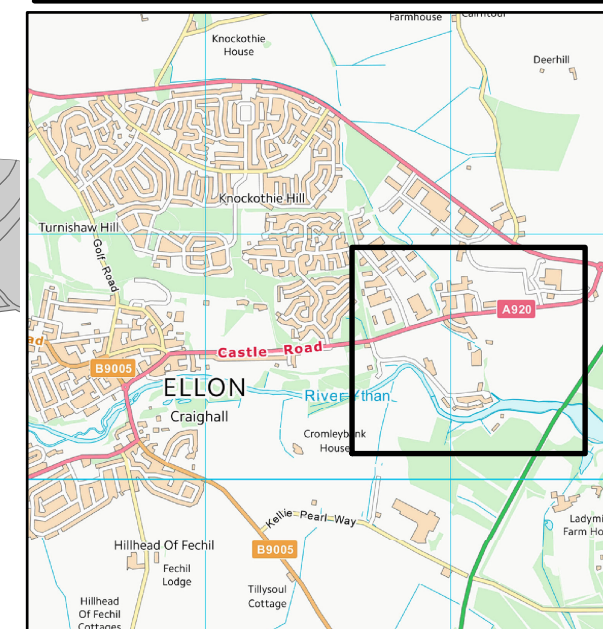 Farmhouse
Knockothie
House
Deerhill
Knockothie Hill
Turnishaw Hill
Golf Road
A920
Castle Road
B9005
ELLON
River Ythan
Craighall
Cromleybank
House
Kellie Pearl Way
Hillhead Of Fechil
B9005
Fechil
Lodge
Tillysoul
Cottage
Hillhead
Of Fechil
Cottages